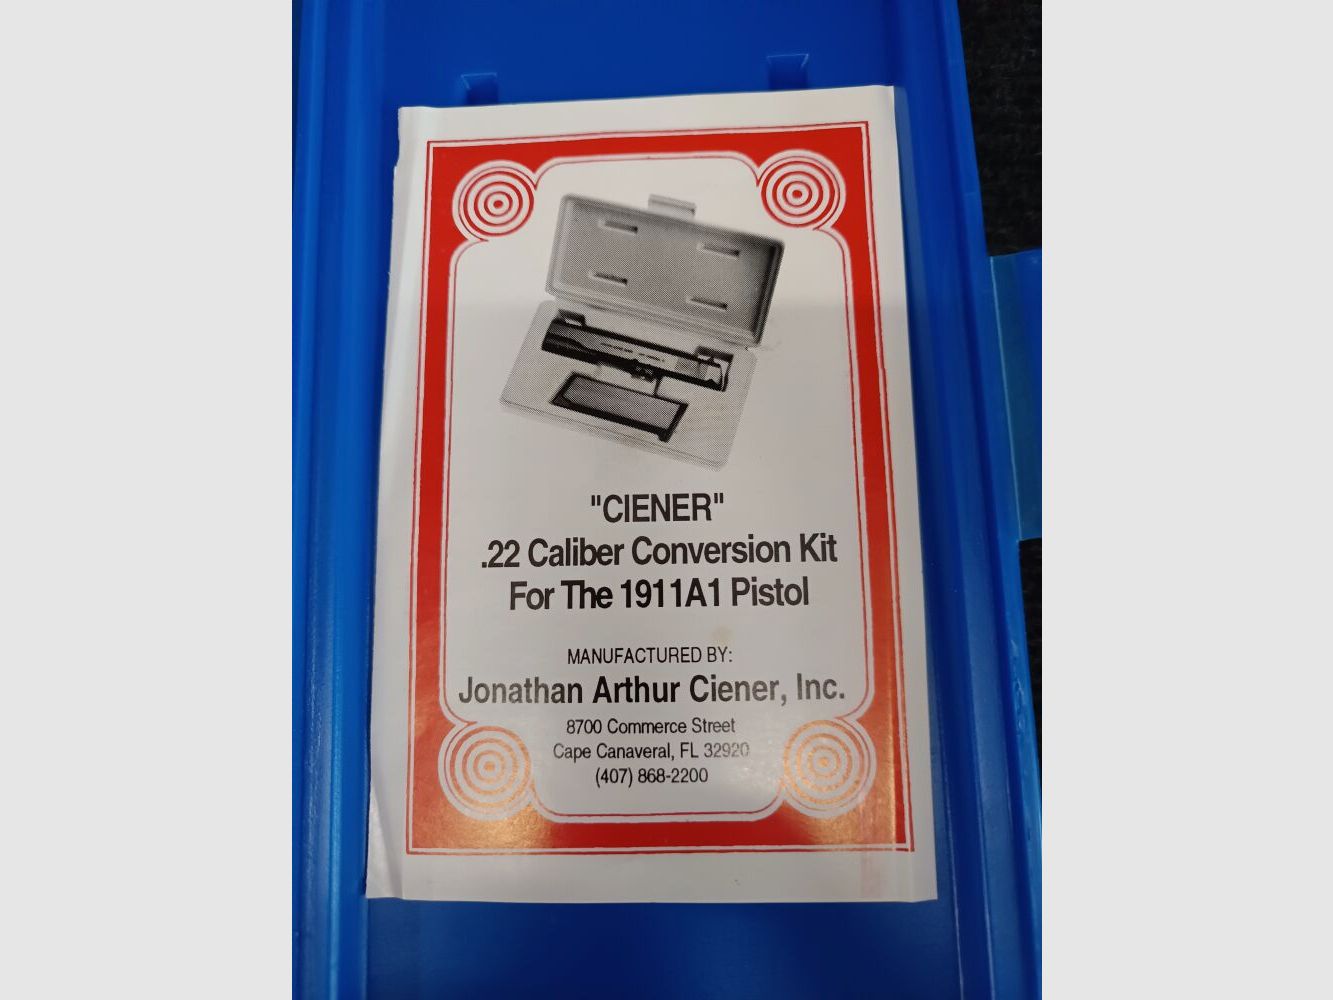 "CIENER"
.22 Caliber Conversion Kit
For The 1911A1 Pistol
MANUFACTURED BY:
Jonathan Arthur Ciener, Inc.
8700 Commerce Street
Cape Canaveral, FL 32920
(407) 868-2200